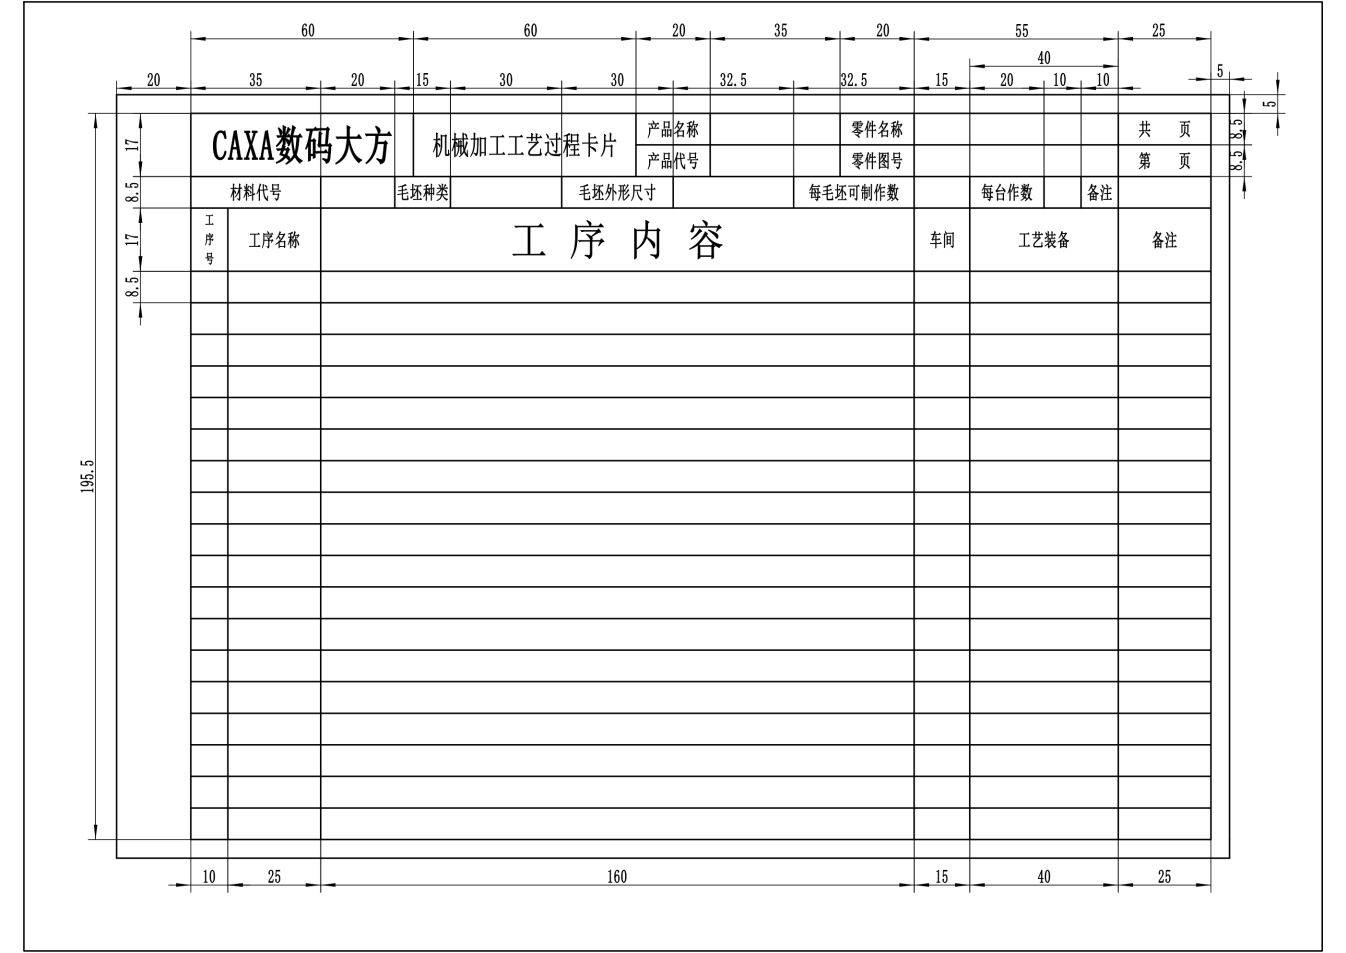 60 60 20 35 20 55 25
40
20 35 20 15 30 30 32.5 32.5 15 20 10 10 5
5
CAXA数码大方 机械加工工艺过程卡片 产品名称 零件名称 共 页
产品代号 零件图号 第 页
17 8.5 8.5
材料代号 毛坯种类 毛坯外形尺寸 每毛坯可制作数 每台作数 备注
8.5
工序号 工序名称 工序内容 车间 工艺装备 备注
17
8.5
195.5
10 25 160 15 40 25